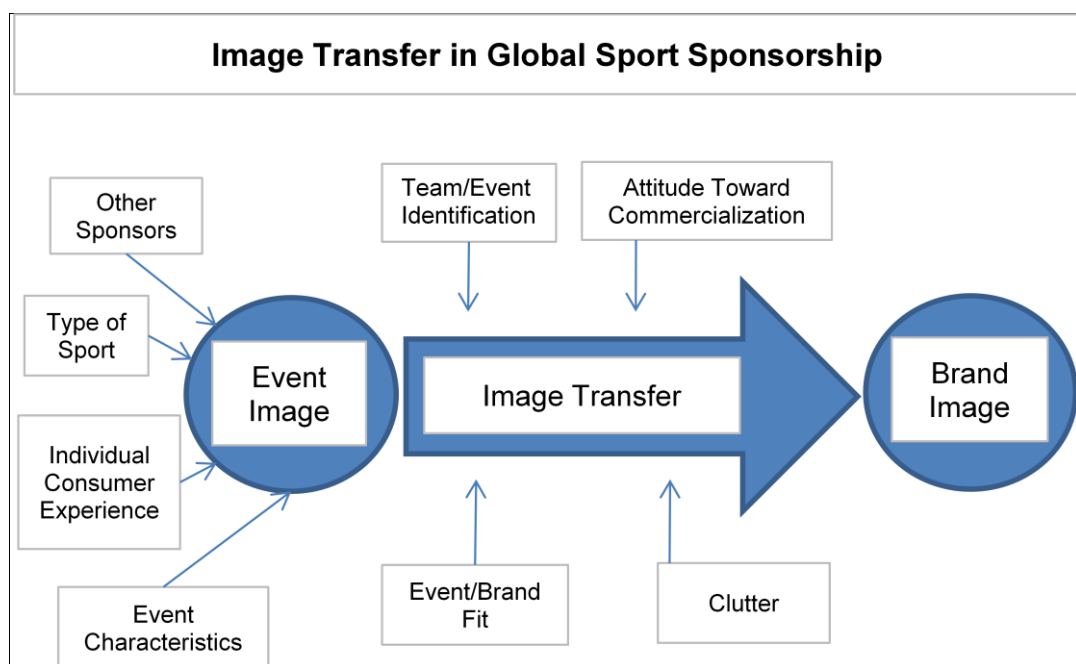 Image Transfer in Global Sport Sponsorship
Other
Sponsors
Team/Event
Identification
Attitude Toward
Commercialization
Type of
Sport
Event
Image
Image Transfer
Brand
Image
Individual
Consumer
Experience
Event
Characteristics
Event/Brand
Fit
Clutter